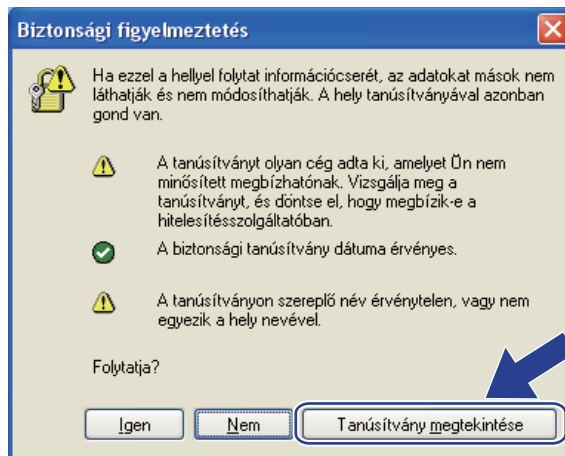 Biztonsági figyelmeztetés
Ha ezzel a hellyel folytat információcserét, az adatokat mások nem
láthatják és nem módosíthatják. A hely tanúsítványával azonban
gond van.
A tanúsítványt olyan cég adta ki, amelyet Ün nem
minősített megbízhatónak. Vizsgálja meg a
tanúsítványt, és döntse el, hogy megbízik-e a
hitelesítésszolgáltatóban.
A biztonsági tanúsítvány dátuma érvényes.
A tanúsítványon szereplő név érvénytelen, vagy nem
egyezik a hely nevével.
Folytatja?
Igen
Nem
Tanúsítvány megtekintése